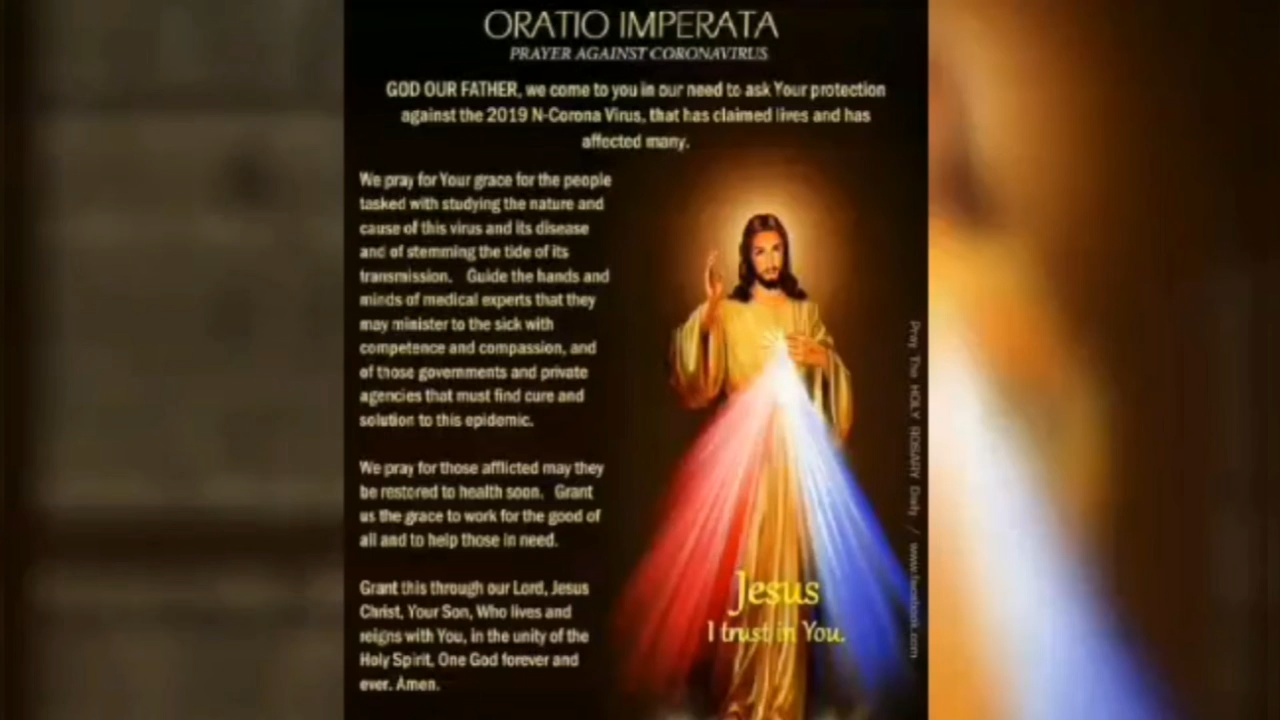 ORATIO IMPERATA
PRAYER AGAINST CORONAVIRUS
GOD OUR FATHER, we come to you in our need to ask Your protection
against the 2019 N-Corona Virus, that has claimed lives and has
affected many.
We pray for Your grace for the people
tasked with studying the nature and
cause of this virus and its disease
and of stemming the tide of its
transmission. Guide the hands and
minds of medical experts that they
may minister to the sick with
competence and compassion, and
of those governments and private
agencies that must find cure and
solution to this epidemic.
We pray for those afflicted may they
be restored to health soon. Grant
us the grace to work for the good of
all and to help those in need.
Grant this through our Lord, Jesus
Christ, Your Son, Who lives and
reigns with You, in the unity of the
Holy Spirit, One God forever and
ever. Amen.
Jesus
I trust in You.
Pray The HOLY ROSARY Daily / www.facebook.com